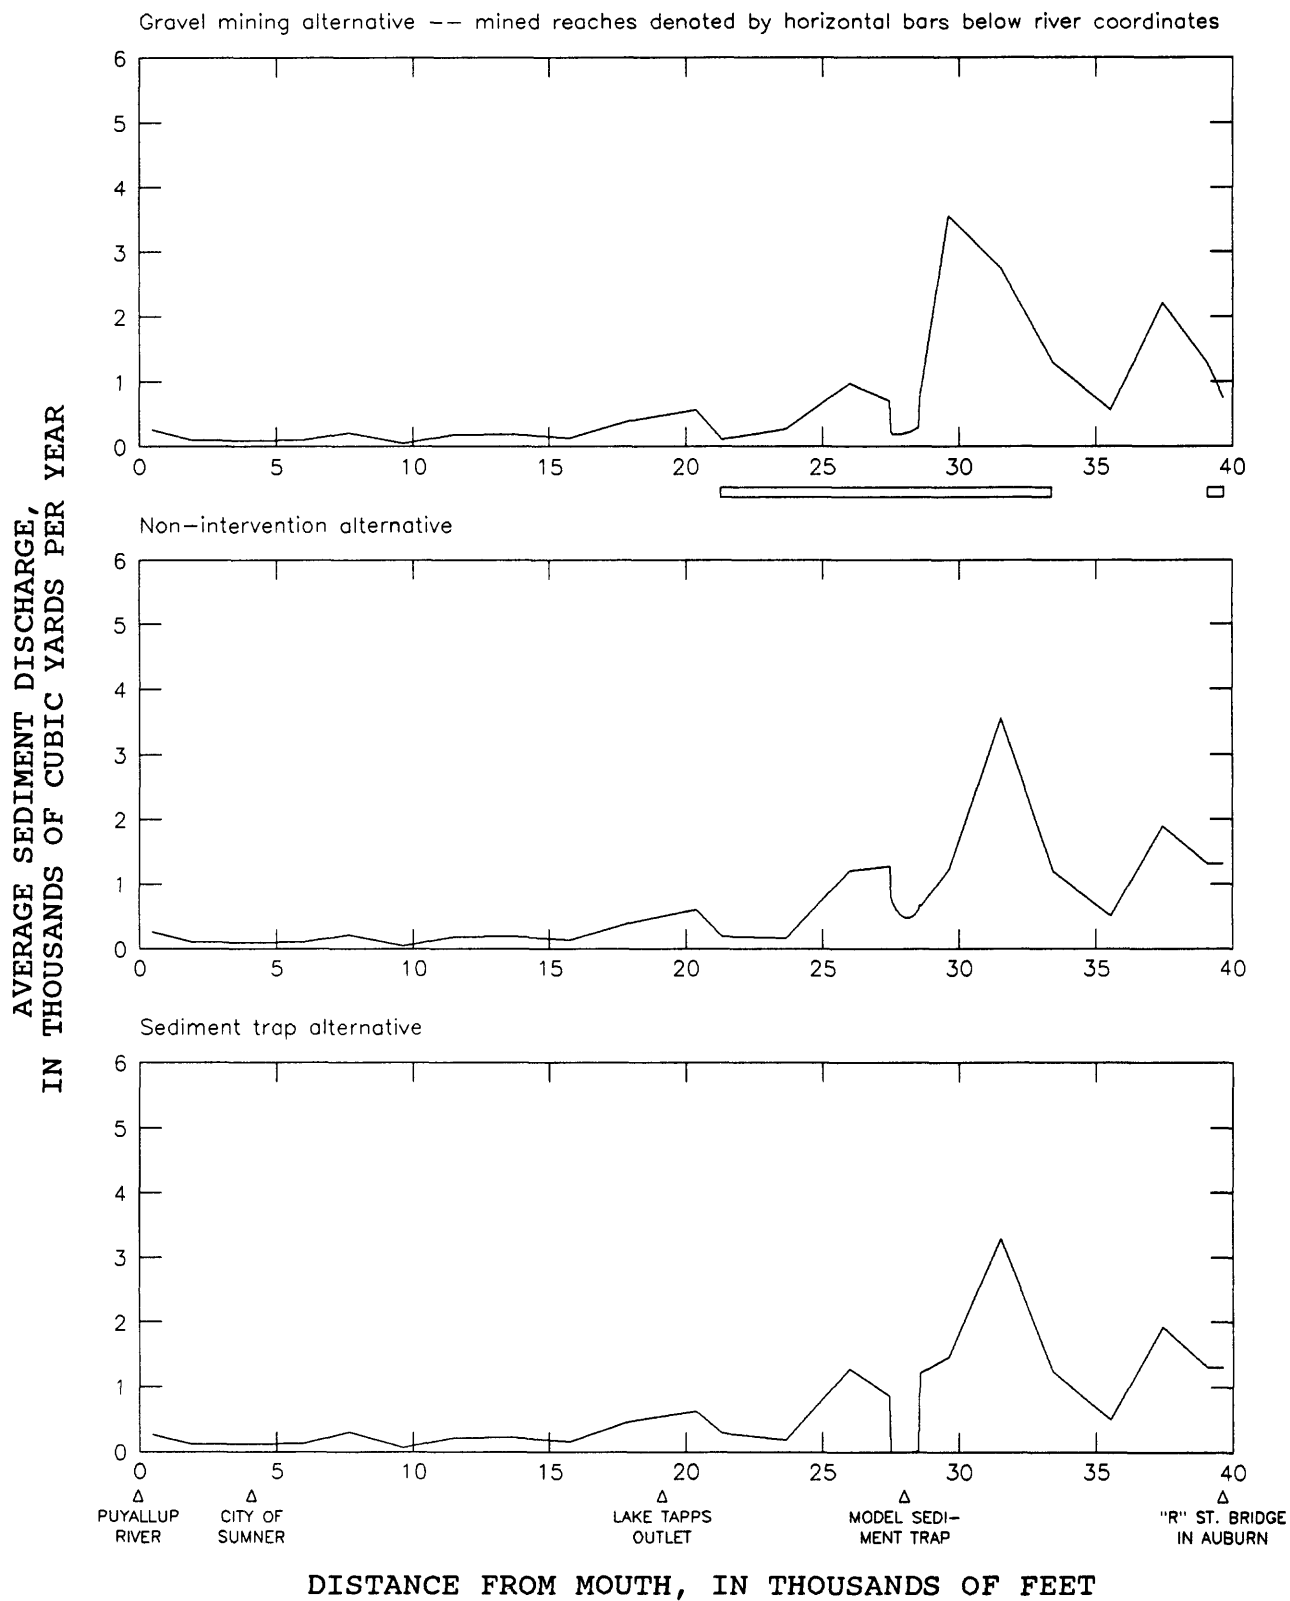 Gravel mining alternative -- mined reaches denoted by horizontal bars below river coordinates
6
5
4
3
2
1
0
0 5 10 15 20 25 30 35 40
Non-intervention alternative
6
5
4
3
2
1
0
0 5 10 15 20 25 30 35 40
Sediment trap alternative
6
5
4
3
2
1
0
0 5 10 15 20 25 30 35 40
AVERAGE SEDIMENT DISCHARGE,
IN THOUSANDS OF CUBIC YARDS PER YEAR
PUYALLUP
RIVER
CITY OF
SUMNER
LAKE TAPPS
OUTLET
MODEL SEDI-
MENT TRAP
"R" ST. BRIDGE
IN AUBURN
DISTANCE FROM MOUTH, IN THOUSANDS OF FEET